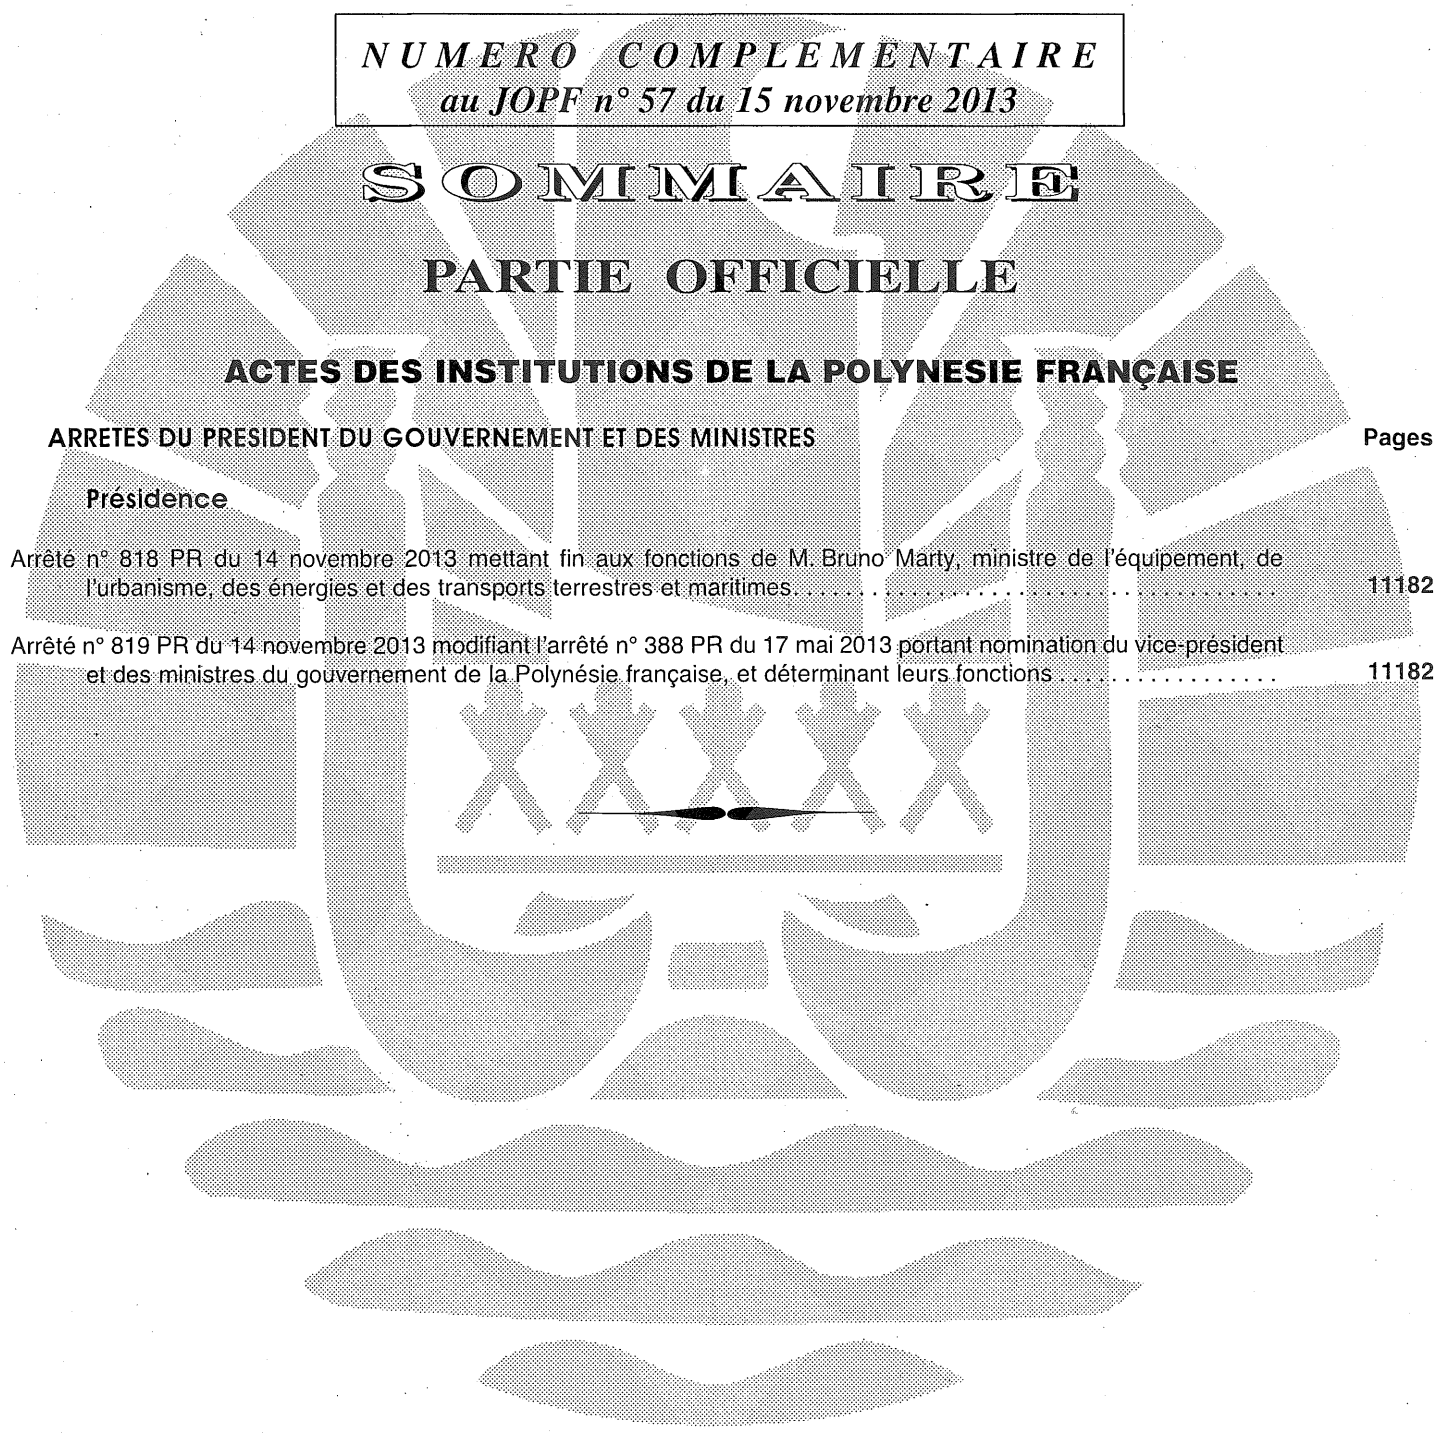 NUMERO COMPLEMENTAIRE
au JOPF n° 57 du 15 novembre 2013
SOMMAIRE
PARTIE OFFICIELLE
ACTES DES INSTITUTIONS DE LA POLYNESIE FRANÇAISE
ARRETES DU PRESIDENT DU GOUVERNEMENT ET DES MINISTRES Pages
Présidence
Arrêté n° 818 PR du 14 novembre 2013 mettant fin aux fonctions de M. Bruno Marty, ministre de l'équipement, de
l'urbanisme, des énergies et des transports terrestres et maritimes. . . . . . . . . . . . . . . . . . . . . . . . . . . . . . . . . . . . . 11182
Arrêté n° 819 PR du 14 novembre 2013 modifiant l'arrêté n° 388 PR du 17 mai 2013 portant nomination du vice-président
et des ministres du gouvernement de la Polynésie française, et déterminant leurs fonctions . . . . . . . . . . . . . . . . . 11182